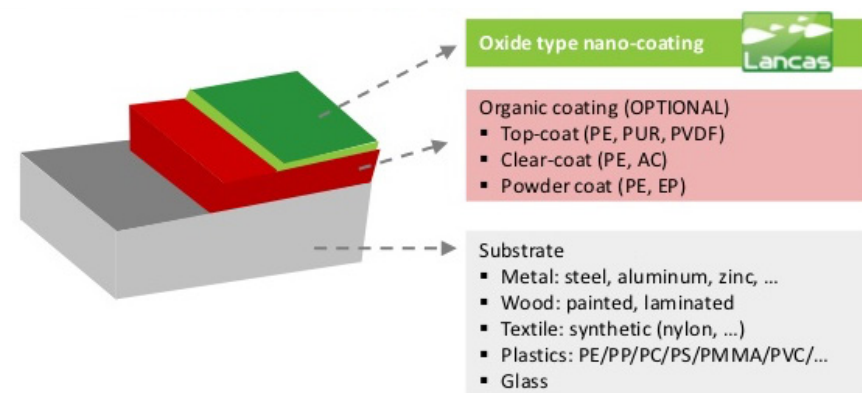 Oxide type nano-coating
Lancas
Organic coating (OPTIONAL)
▪ Top-coat (PE, PUR, PVDF)
▪ Clear-coat (PE, AC)
▪ Powder coat (PE, EP)
Substrate
▪ Metal: steel, aluminum, zinc, ...
▪ Wood: painted, laminated
▪ Textile: synthetic (nylon, ...)
▪ Plastics: PE/PP/PC/PS/PMMA/PVC/...
▪ Glass